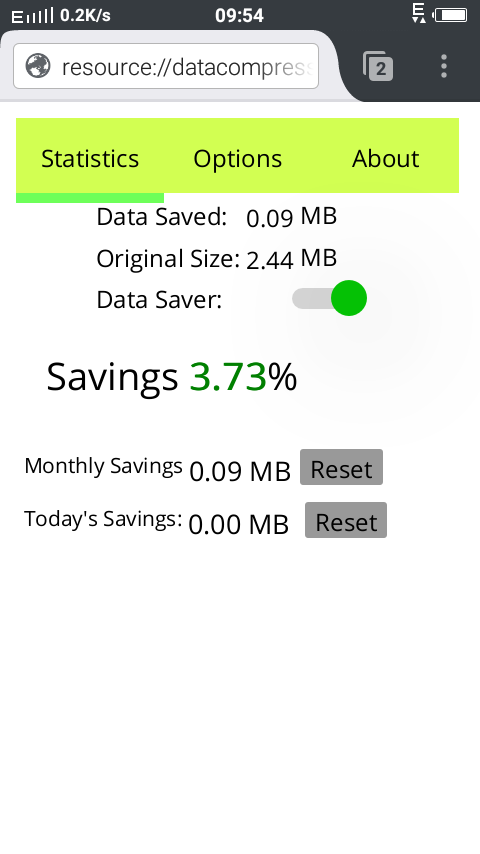 E 0.2K/s 09:54 E
resource://datacompress
2
Statistics Options About
Data Saved: 0.09 MB
Original Size: 2.44 MB
Data Saver:
Savings 3.73%
Monthly Savings 0.09 MB Reset
Today's Savings: 0.00 MB Reset